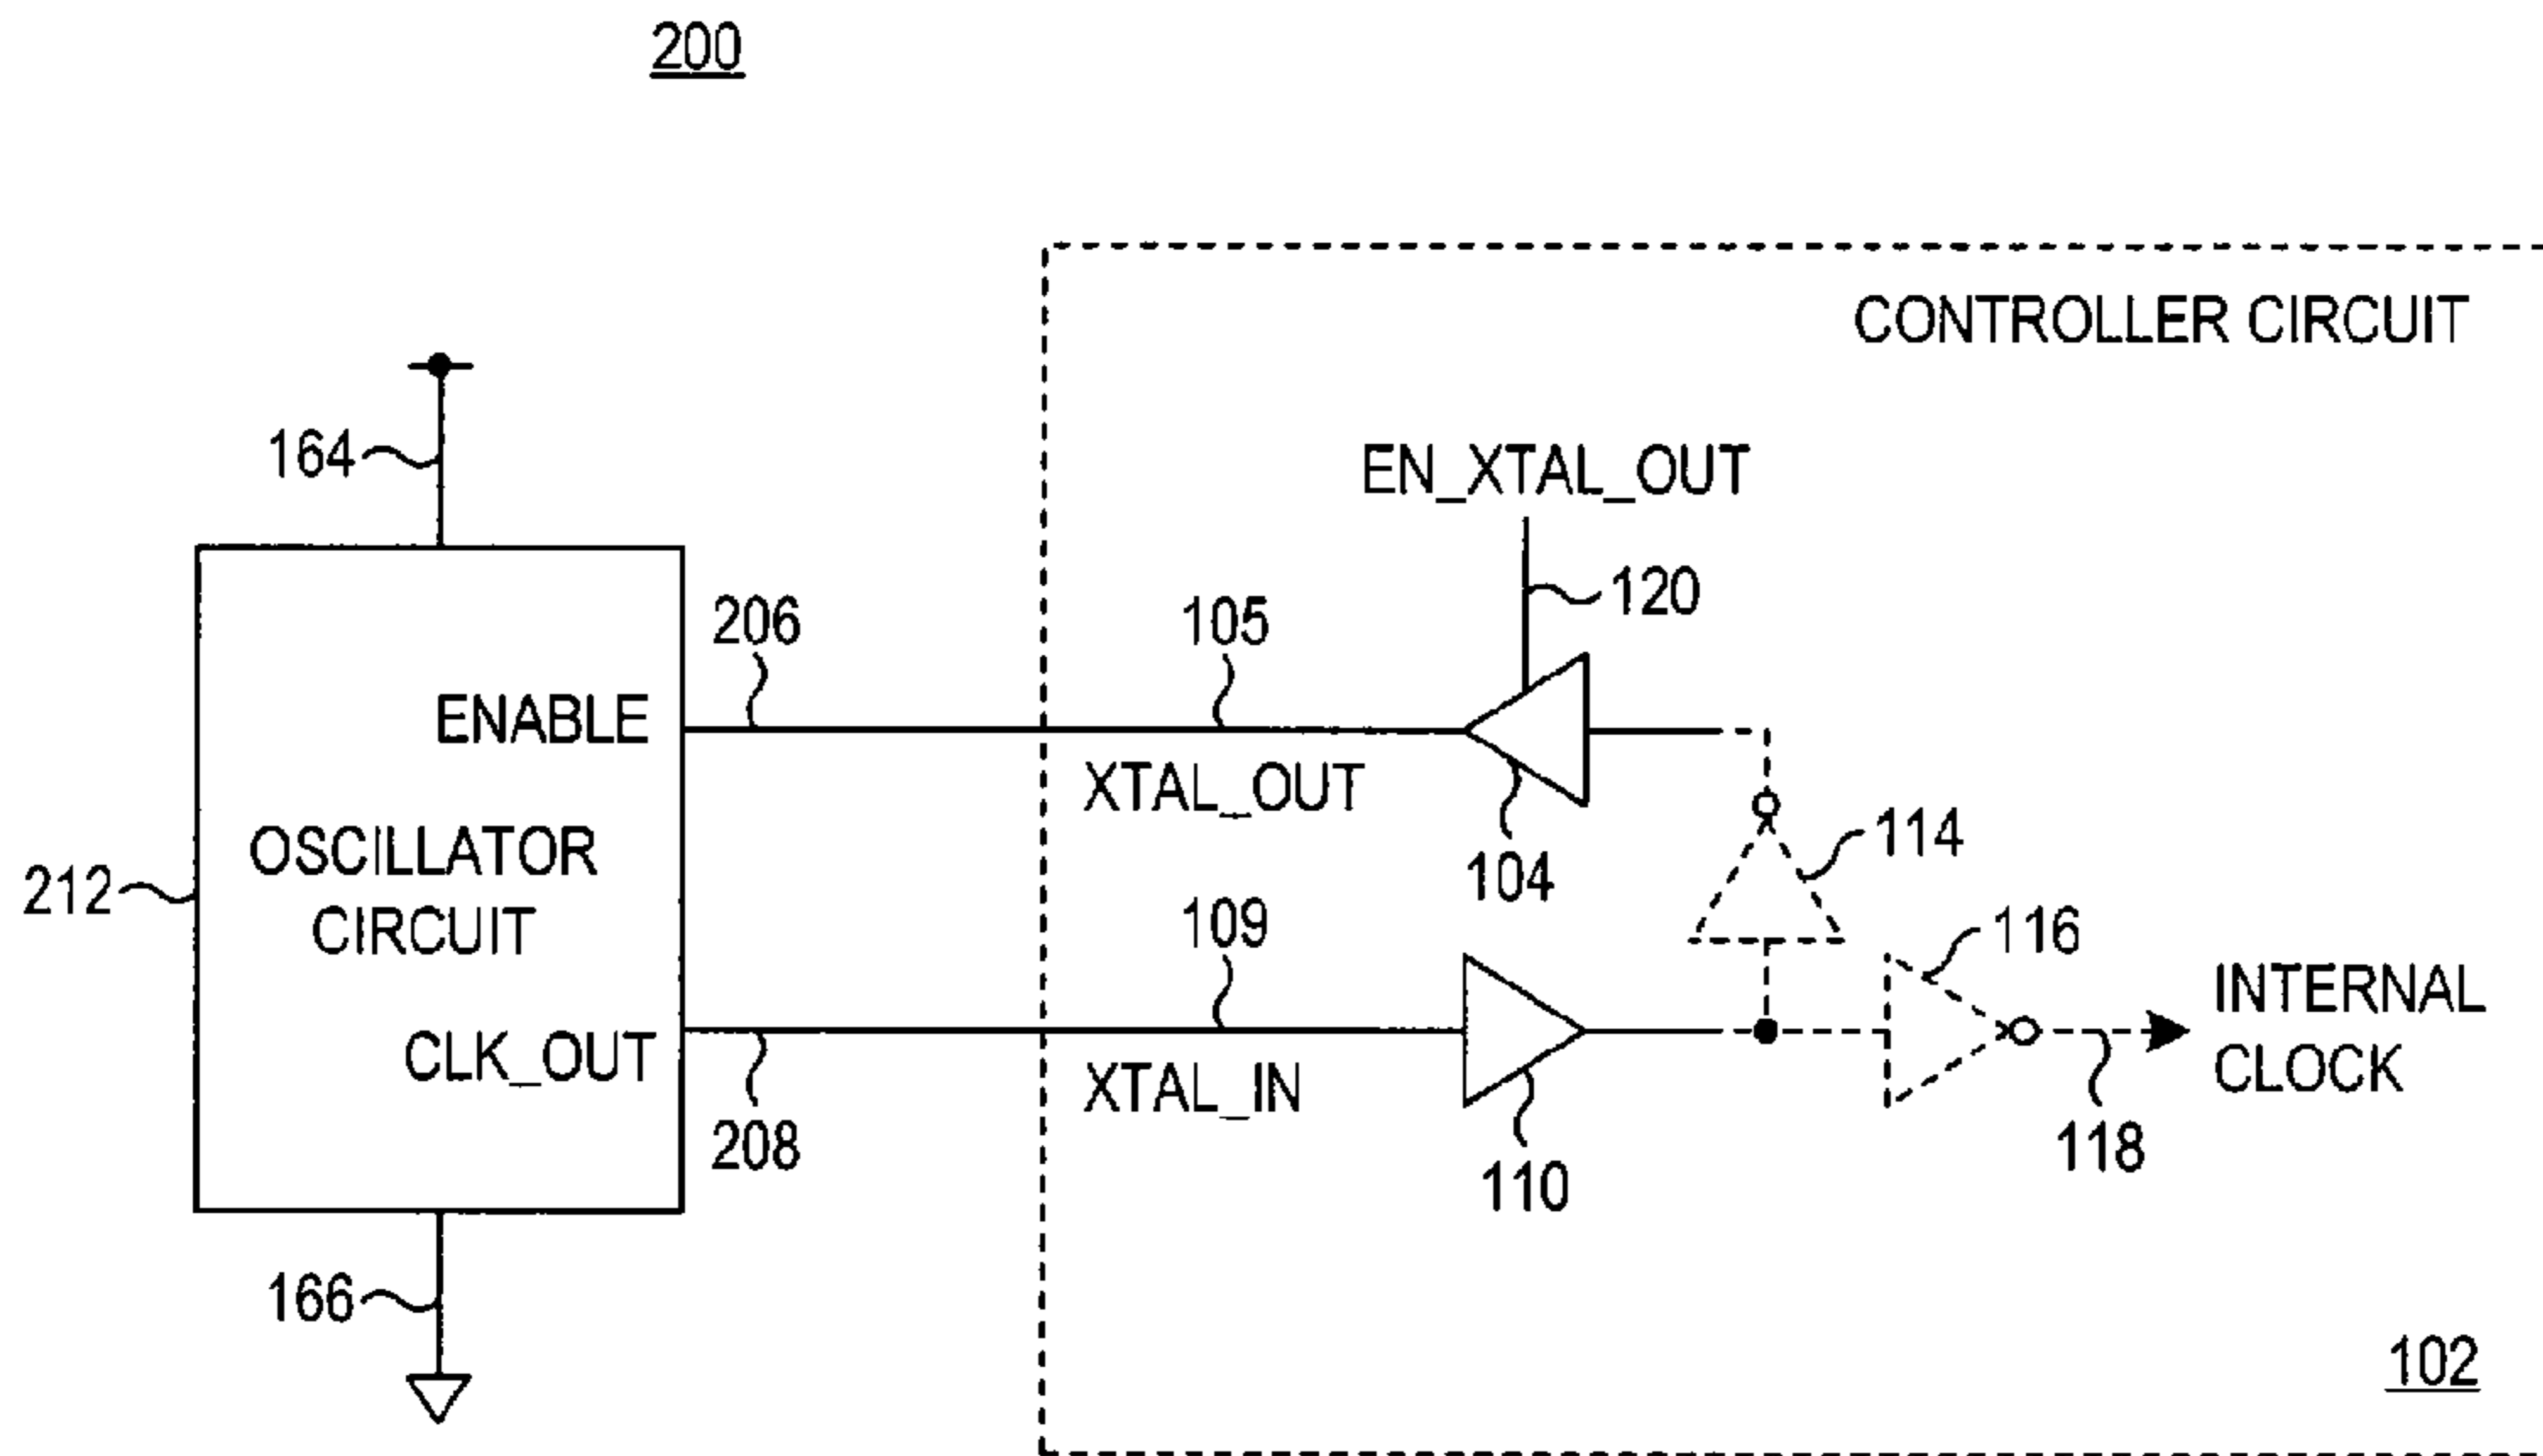 200
CONTROLLER CIRCUIT
164
EN_XTAL_OUT
120
206
105
ENABLE
XTAL_OUT
104
114
212
OSCILLATOR
CIRCUIT
109
116
CLK_OUT
XTAL_IN
INTERNAL
CLOCK
208
110
118
166
102